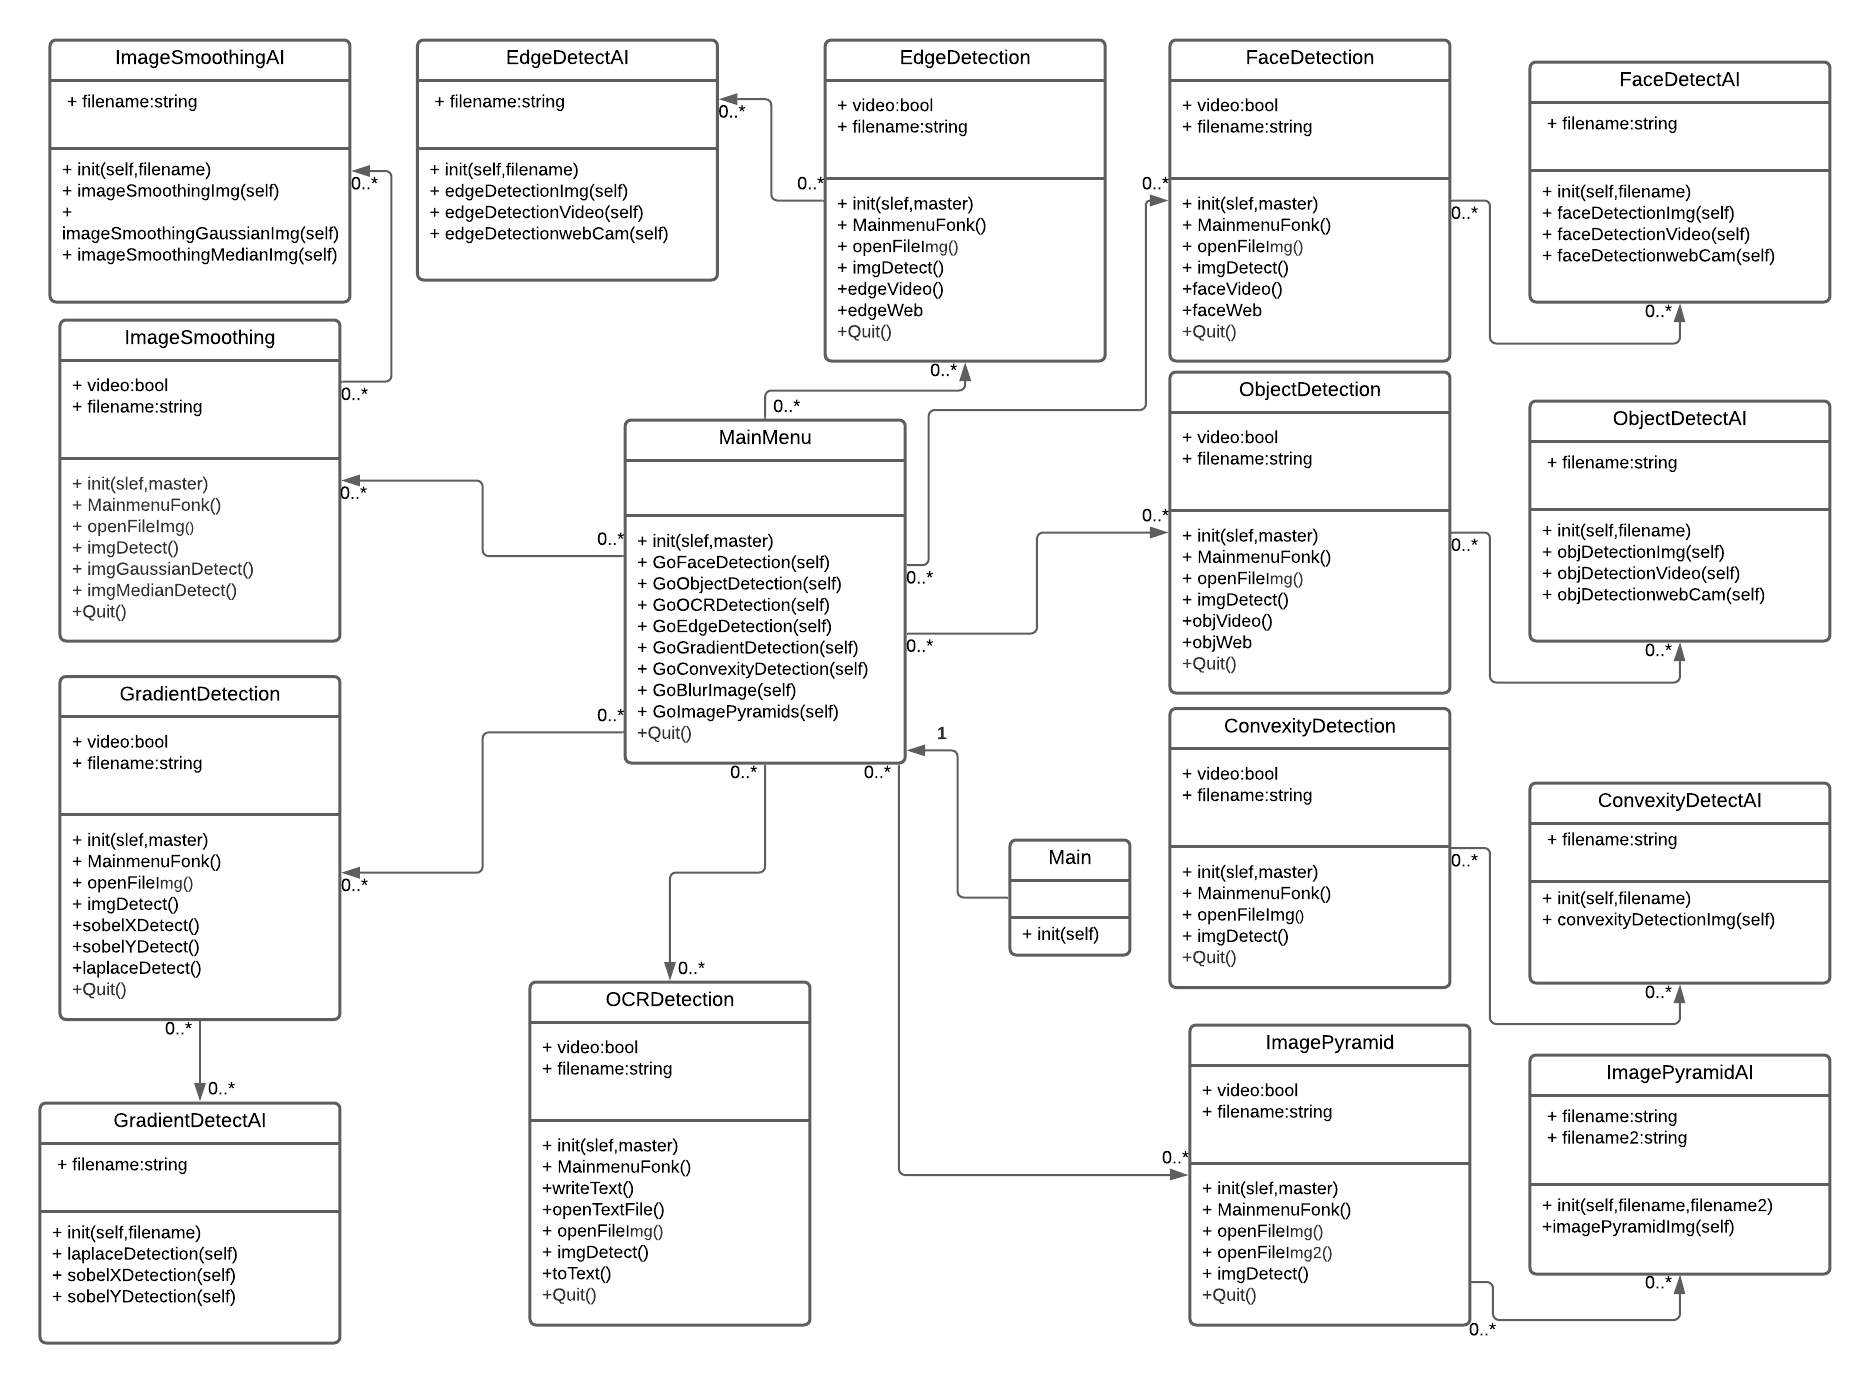 ImageSmoothingAI
+ filename:string
+ init(self,filename)
+ imageSmoothingImg(self)
+
imageSmoothingGaussianImg(self)
+ imageSmoothingMedianImg(self)
0..*
EdgeDetectAI
+ filename:string
+ init(self,filename)
+ edgeDetectionImg(self)
+ edgeDetectionVideo(self)
+ edgeDetectionwebCam(self)
0..*
EdgeDetection
+ video:bool
+ filename:string
0..*
+ init(slef,master)
+ MainmenuFonk()
+ openFileImg()
+ imgDetect()
+edgeVideo()
+edgeWeb
+Quit()
0..*
FaceDetection
+ video:bool
+ filename:string
0..*
+ init(slef,master)
+ MainmenuFonk()
+ openFileImg()
+ imgDetect()
+faceVideo()
+faceWeb
+Quit()
0..*
FaceDetectAI
+ filename:string
+ init(self,filename)
+ faceDetectionImg(self)
+ faceDetectionVideo(self)
+ faceDetectionwebCam(self)
0..*
ImageSmoothing
+ video:bool
+ filename:string
0..*
+ init(slef,master)
+ MainmenuFonk()
+ openFileImg()
+ imgDetect()
+ imgGaussianDetect()
+ imgMedianDetect()
+Quit()
0..*
0..*
MainMenu
0..*
+ init(slef,master)
+ GoFaceDetection(self)
+ GoObjectDetection(self)
+ GoOCRDetection(self)
+ GoEdgeDetection(self)
+ GoGradientDetection(self)
+ GoConvexityDetection(self)
+ GoBlurImage(self)
+ GoImagePyramids(self)
+Quit()
0..*
0..*
0..*
1
0..*
0..*
ObjectDetection
+ video:bool
+ filename:string
0..*
+ init(slef,master)
+ MainmenuFonk()
+ openFileImg()
+ imgDetect()
+objVideo()
+objWeb
+Quit()
0..*
ObjectDetectAI
+ filename:string
+ init(self,filename)
+ objDetectionImg(self)
+ objDetectionVideo(self)
+ objDetectionwebCam(self)
0..*
GradientDetection
+ video:bool
+ filename:string
+ init(slef,master)
+ MainmenuFonk()
+ openFileImg()
+ imgDetect()
+sobelXDetect()
+sobelYDetect()
+laplaceDetect()
+Quit()
0..*
0..*
0..*
GradientDetectAI
+ filename:string
+ init(self,filename)
+ laplaceDetection(self)
+ sobelXDetection(self)
+ sobelYDetection(self)
0..*
OCRDetection
+ video:bool
+ filename:string
+ init(slef,master)
+ MainmenuFonk()
+writeText()
+openTextFile()
+ openFileImg()
+ imgDetect()
+toText()
+Quit()
Main
+ init(self)
ConvexityDetection
+ video:bool
+ filename:string
+ init(slef,master)
+ MainmenuFonk()
+ openFileImg()
+ imgDetect()
+Quit()
0..*
ConvexityDetectAI
+ filename:string
+ init(self,filename)
+ convexityDetectionImg(self)
0..*
ImagePyramid
+ video:bool
+ filename:string
0..*
+ init(slef,master)
+ MainmenuFonk()
+ openFileImg()
+ openFileImg2()
+ imgDetect()
+Quit()
0..*
ImagePyramidAI
+ filename:string
+ filename2:string
+ init(self,filename,filename2)
+imagePyramidImg(self)
0..*